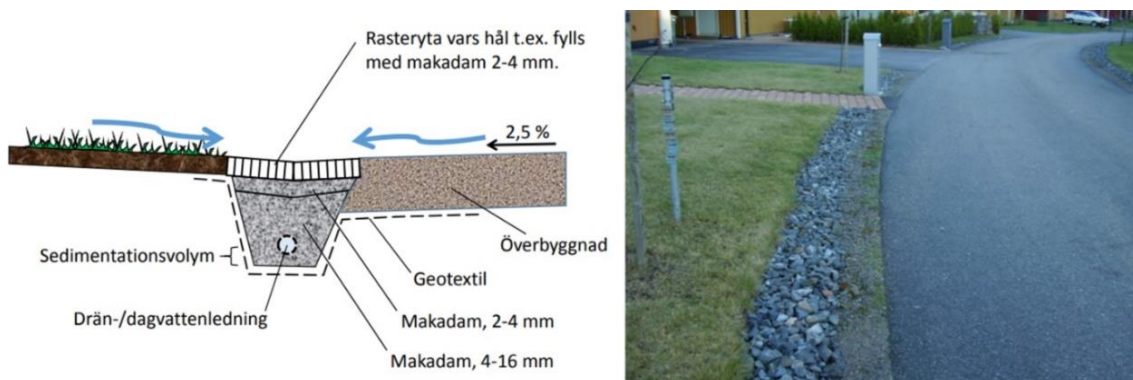 Rasteryta vars hål t.ex. fylls
med makadam 2-4 mm.
2,5 %
Överbyggnad
Sedimentationsvolym
Geotextil
Drän-/dagvattenledning
Makadam, 2-4 mm
Makadam, 4-16 mm